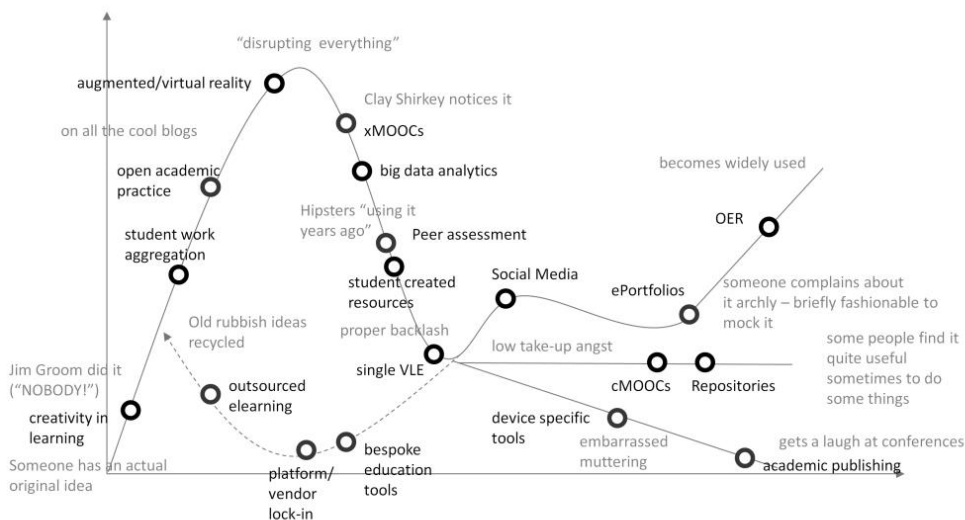 “disrupting everything”
augmented/virtual reality
Clay Shirkey notices it
xMOOCs
on all the cool blogs
open academic
practice
big data analytics
becomes widely used
Hipsters “using it
years ago”
Peer assessment
OER
student work
aggregation
student created
resources
Social Media
ePortfolios
someone complains about
it archly – briefly fashionable to
mock it
Old rubbish ideas
recycled
proper backlash
single VLE
low take-up angst
some people find it
quite useful
sometimes to do
some things
Jim Groom did it
(“NOBODY!”)
outsourced
elearning
cMOOCs
Repositories
creativity in
learning
device specific
tools
embarrassed
muttering
gets a laugh at conferences
academic publishing
Someone has an actual
original idea
platform/
vendor
lock-in
bespoke
education
tools